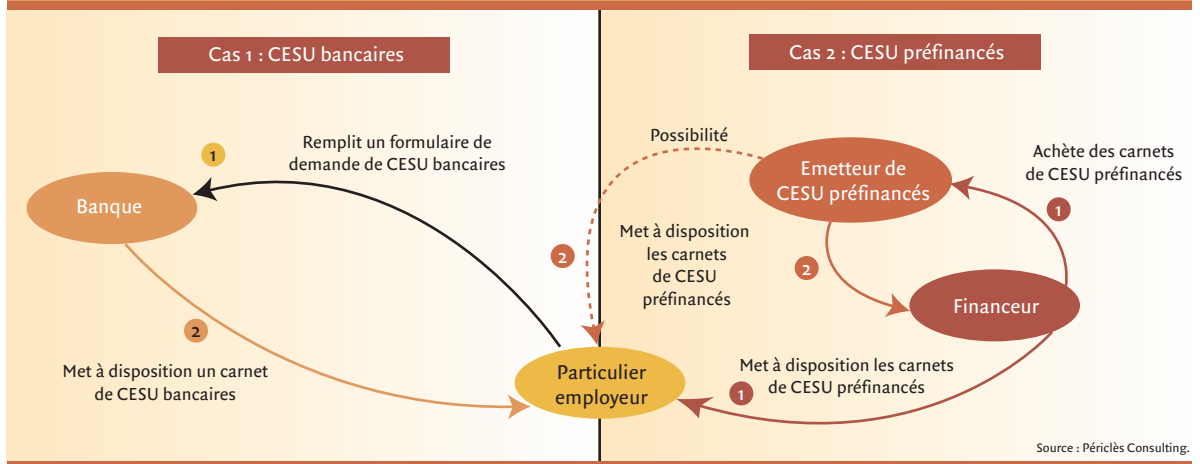 Cas 1 : CESU bancaires
1
Remplit un formulaire de
demande de CESU bancaires
Banque
2
Met à disposition un carnet
de CESU bancaires
Particulier
employeur
Cas 2 : CESU préfinancés
Possibilité
Emetteur de
CESU préfinancés
Achète des carnets
de CESU préfinancés
1
2
Met à disposition
les carnets
de CESU
préfinancés
2
Financeur
Met à disposition les carnets
de CESU préfinancés
1
Source : Périclès Consulting.